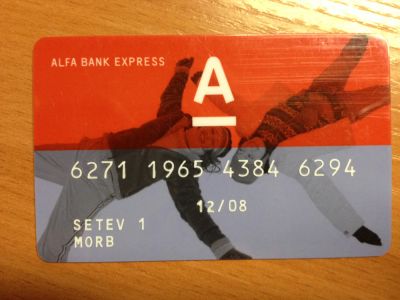 ALFA BANK EXPRESS
A
6271 1965 4384 6294
12/08
SETEV 1
MORB